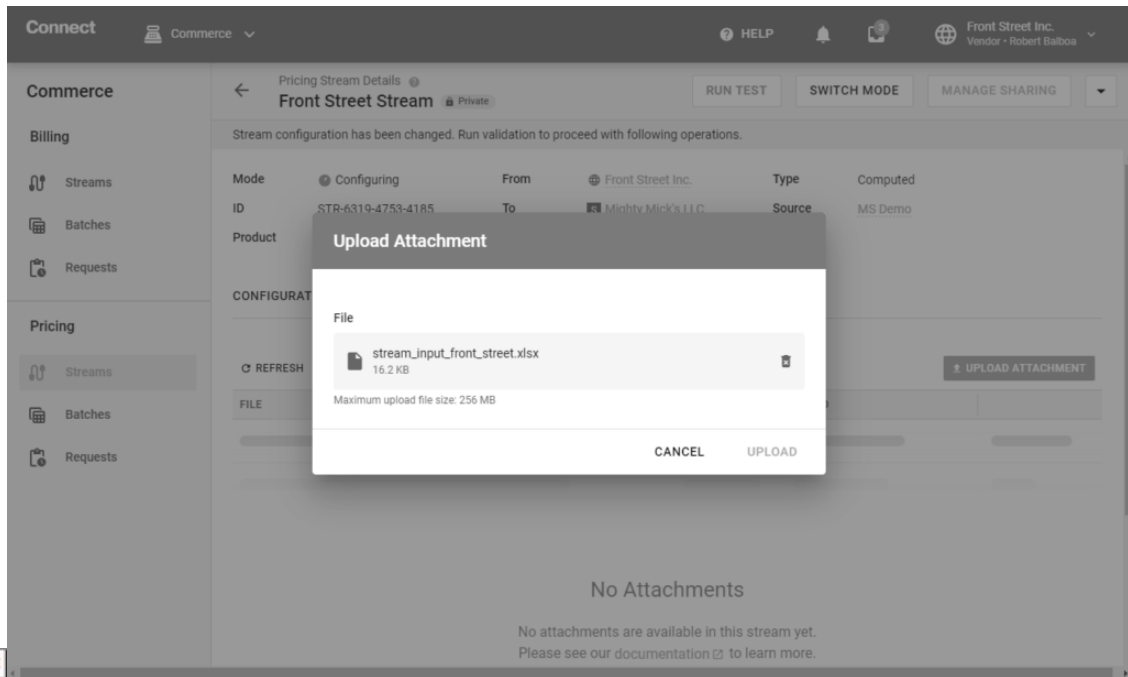 Connect
Commerce
HELP
3
Front Street Inc.
Vendor • Robert Balboa
Commerce
Billing
Streams
Batches
Requests
Pricing
Streams
Batches
Requests
Pricing Stream Details
Front Street Stream Private
RUN TEST
SWITCH MODE
MANAGE SHARING
Stream configuration has been changed. Run validation to proceed with following operations.
Mode Configuring From Front Street Inc. Type Computed
ID STR-6319-4753-4185 To Mighty Mick's LLC Source MS Demo
Product
CONFIGURAT
REFRESH
UPLOAD ATTACHMENT
FILE
Upload Attachment
File
stream_input_front_street.xlsx
16.2 KB
Maximum upload file size: 256 MB
CANCEL UPLOAD
No Attachments
No attachments are available in this stream yet.
Please see our documentation to learn more.